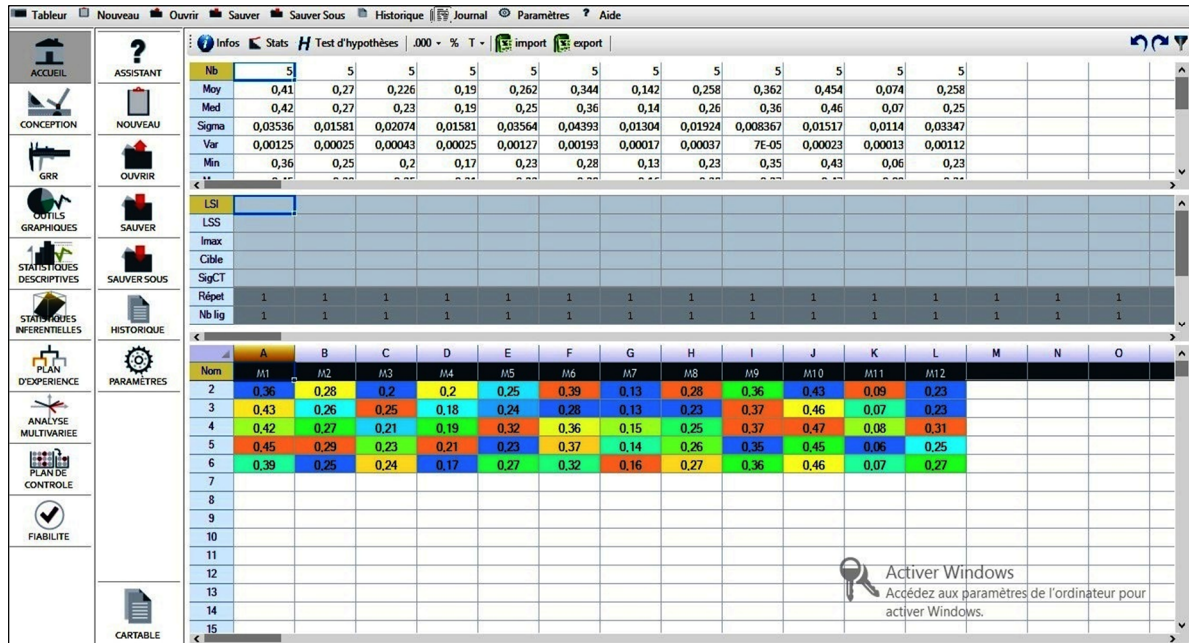 Tableur Nouveau Ouvrir Sauver Sauver Sous Historique Journal Paramètres ? Aide
Infos Stats H Test d'hypothèses .000 % T import export
ACCUEIL
CONCEPTION
GRR
OUTILS
GRAPHIQUES
STATISTIQUES
DESCRIPTIVES
STATISTIQUES
INFERENTIELLES
PLAN
D'EXPERIENCE
ANALYSE
MULTIVARIEE
PLAN DE
CONTROLE
FIABILITE
?
ASSISTANT
NOUVEAU
OUVRIR
SAUVER
SAUVER SOUS
HISTORIQUE
PARAMÈTRES
CARTABLE
Nb 5 5 5 5 5 5 5 5 5 5 5 5
Moy 0,41 0,27 0,226 0,19 0,262 0,344 0,142 0,258 0,362 0,454 0,074 0,258
Med 0,42 0,27 0,23 0,19 0,25 0,36 0,14 0,26 0,36 0,46 0,07 0,25
Sigma 0,03536 0,01581 0,02074 0,01581 0,03564 0,04393 0,01304 0,01924 0,008367 0,01517 0,0114 0,03347
Var 0,00125 0,00025 0,00043 0,00025 0,00127 0,00193 0,00017 0,00037 7E-05 0,00023 0,00013 0,00112
Min 0,36 0,25 0,2 0,17 0,23 0,28 0,13 0,23 0,35 0,43 0,06 0,23
LSI
LSS
Imax
Cible
SigCT
Répet 1 1 1 1 1 1 1 1 1 1 1 1 1 1 1
Nb lig 1 1 1 1 1 1 1 1 1 1 1 1 1 1 1
A B C D E F G H I J K L M N O
Nom M1 M2 M3 M4 M5 M6 M7 M8 M9 M10 M11 M12
2 0,36 0,28 0,2 0,2 0,25 0,39 0,13 0,28 0,36 0,43 0,09 0,23
3 0,43 0,26 0,25 0,18 0,24 0,28 0,13 0,23 0,37 0,46 0,07 0,23
4 0,42 0,27 0,21 0,19 0,32 0,36 0,15 0,25 0,37 0,47 0,08 0,31
5 0,45 0,29 0,23 0,21 0,23 0,37 0,14 0,26 0,35 0,45 0,06 0,25
6 0,39 0,25 0,24 0,17 0,27 0,32 0,16 0,27 0,36 0,46 0,07 0,27
7
8
9
10
11
12
13
14
15
Activer Windows
Accédez aux paramètres de l'ordinateur pour
activer Windows.